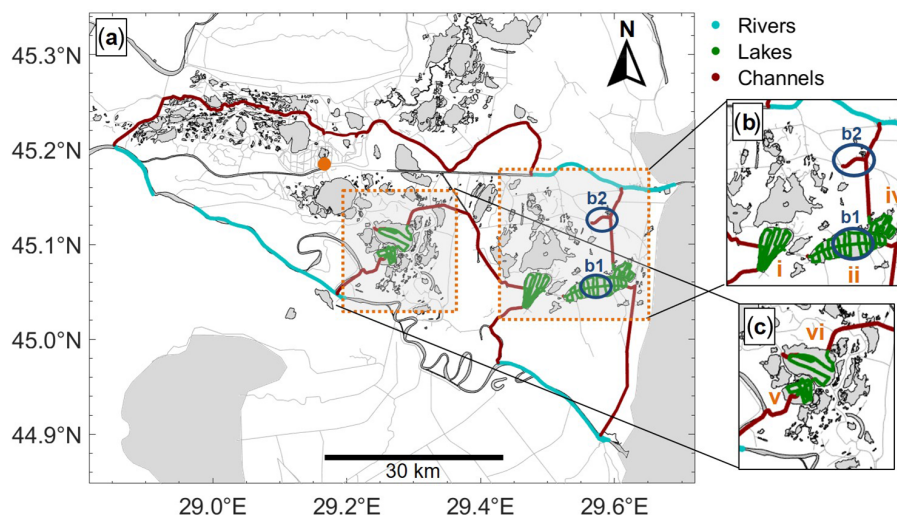 (a)
N
Rivers
Lakes
Channels
45.3°N
45.2°N
45.1°N
45.0°N
44.9°N
b2
b1
30 km
29.0°E
29.2°E
29.4°E
29.6°E
(b)
b2
b1
iv
i
ii
(c)
vi
v